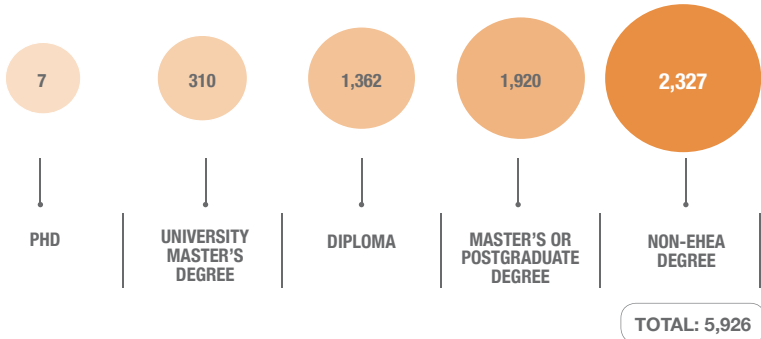 7
310
1,362
1,920
2,327
PHD
UNIVERSITY
MASTER'S
DEGREE
DIPLOMA
MASTER'S OR
POSTGRADUATE
DEGREE
NON-EHEA
DEGREE
TOTAL: 5,926